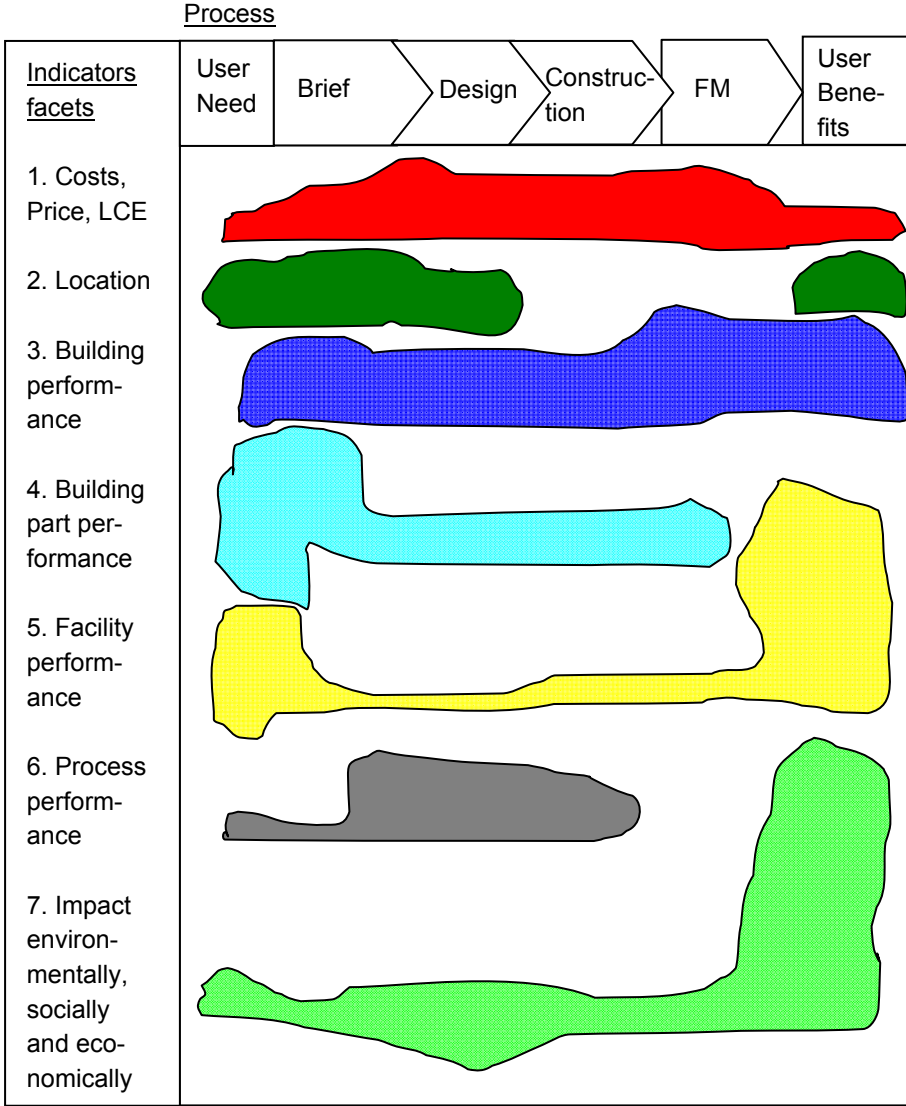 Process
Indicators
facets
User
Need
Brief
Design
Construc-
tion
FM
User
Bene-
fits
1. Costs,
Price, LCE
2. Location
3. Building
perform-
ance
4. Building
part per-
formance
5. Facility
perform-
ance
6. Process
perform-
ance
7. Impact
environ-
mentally,
socially
and eco-
nomically